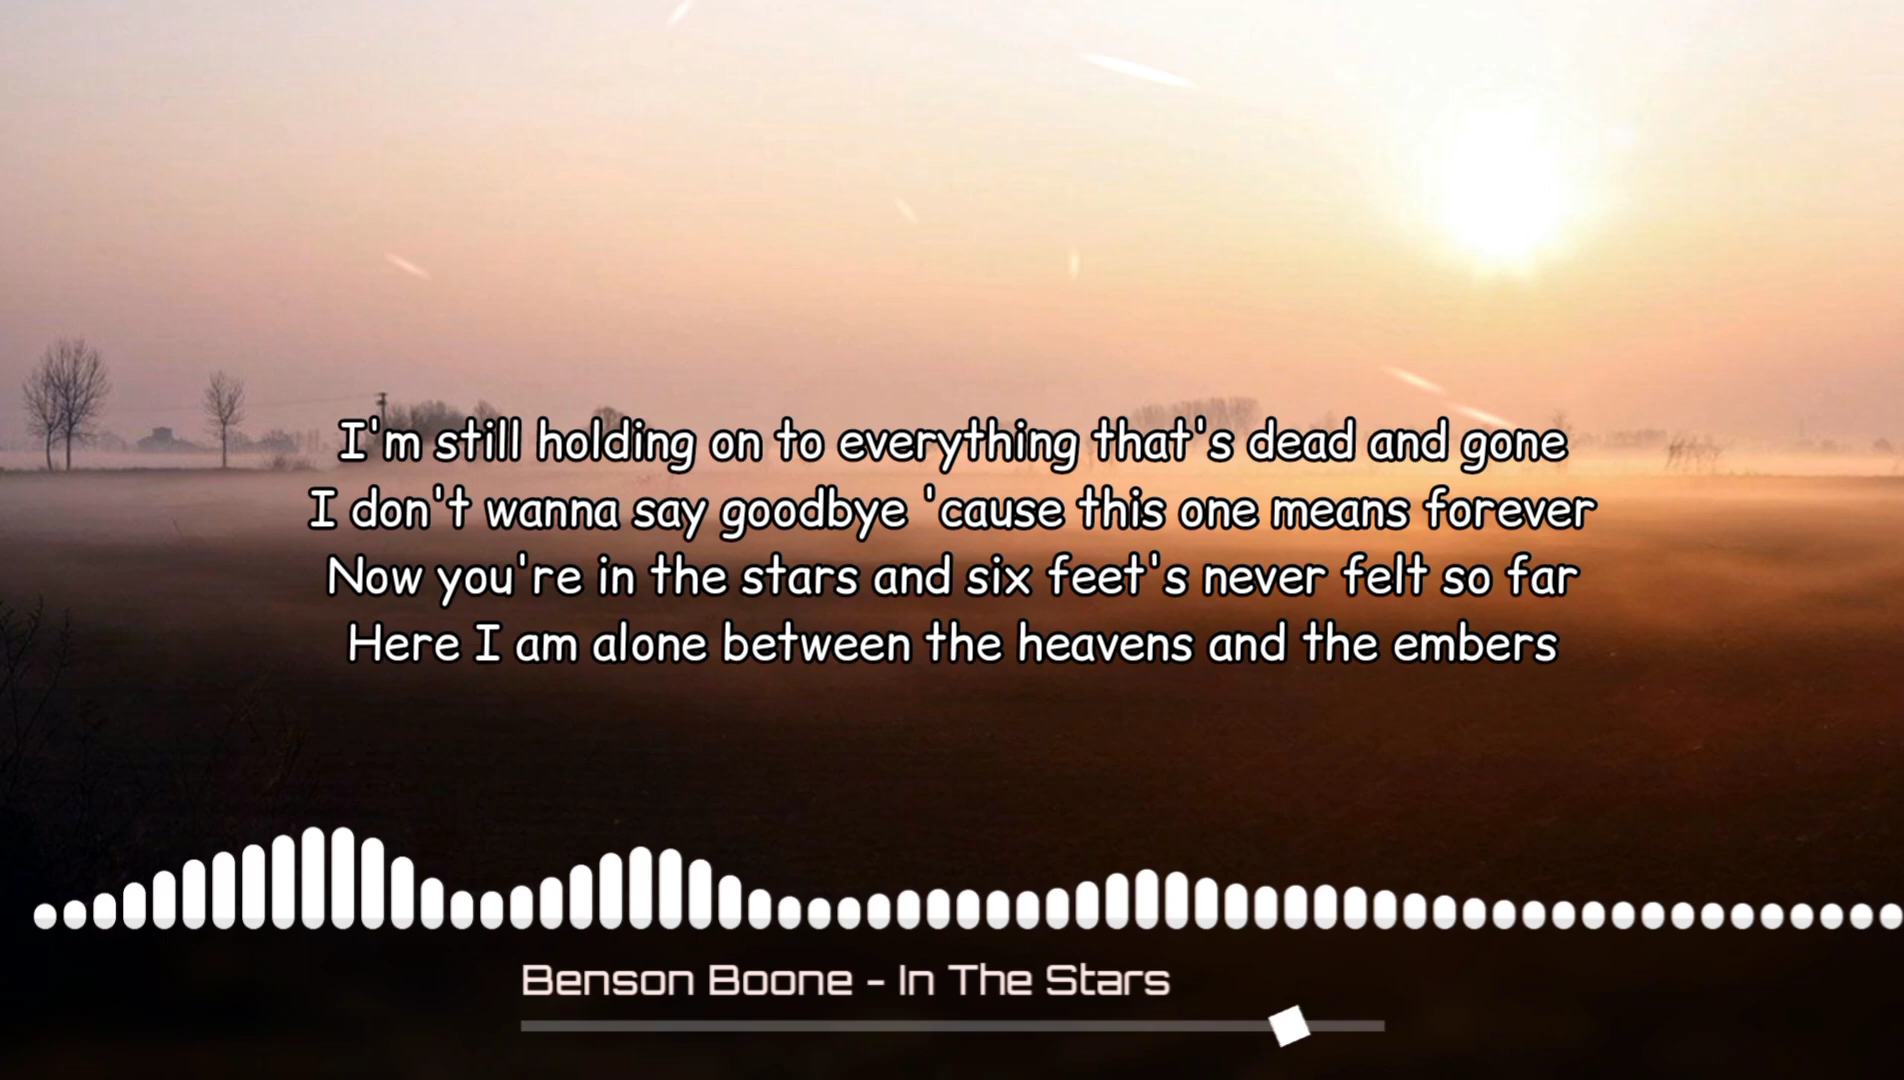 I'm still holding on to everything that's dead and gone
I don't wanna say goodbye 'cause this one means forever
Now you're in the stars and six feet's never felt so far
Here I am alone between the heavens and the embers
Benson Boone - In The Stars